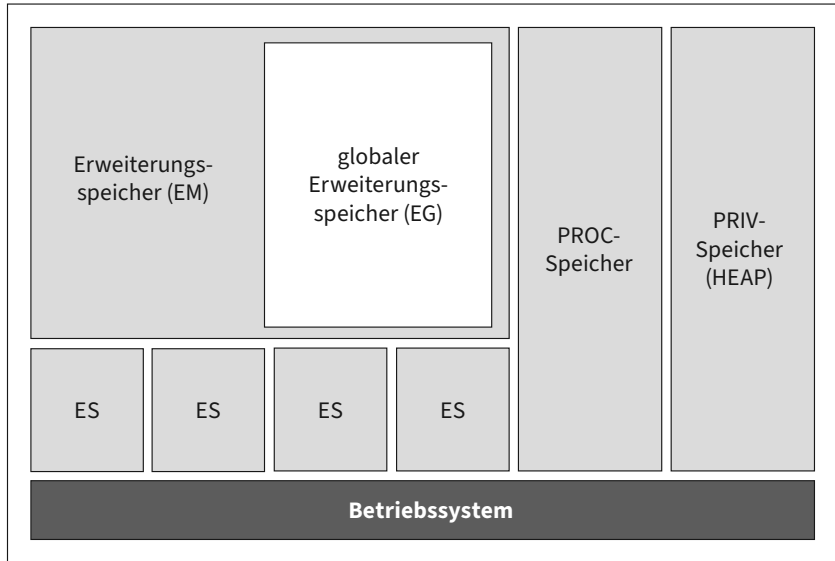 Erweiterungs-
speicher (EM)
globaler
Erweiterungs-
speicher (EG)
PROC-
Speicher
PRIV-
Speicher
(HEAP)
ES
ES
ES
ES
Betriebssystem